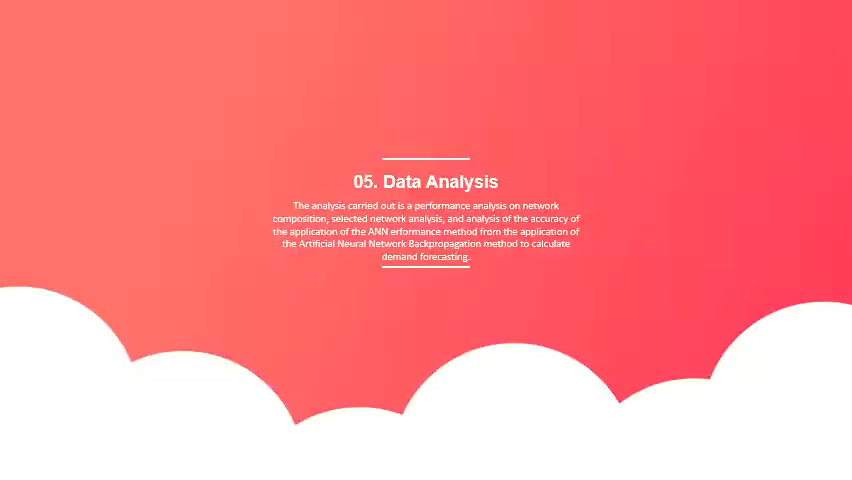 05. Data Analysis
The analysis carried out is a performance analysis on network
composition, selected network analysis, and analysis of the accuracy of
the application of the ANN erformance method from the application of
the Artificial Neural Network Backpropagation method to calculate
demand forecasting.